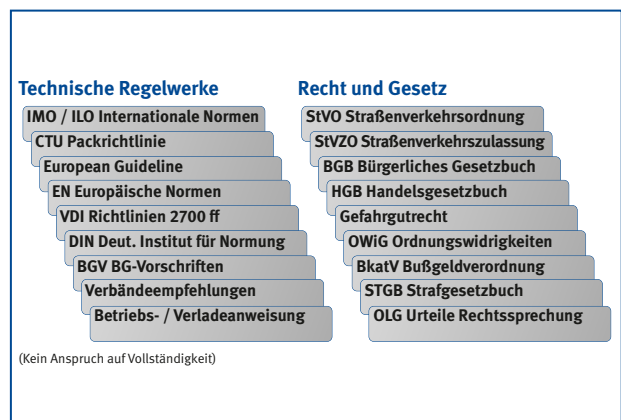 Technische Regelwerke
IMO / ILO Internationale Normen
CTU Packrichtlinie
European Guideline
EN Europäische Normen
VDI Richtlinien 2700 ff
DIN Deut. Institut für Normung
BGV BG-Vorschriften
Verbändeempfehlungen
Betriebs- / Verladeanweisung
(Kein Anspruch auf Vollständigkeit)
Recht und Gesetz
StVO Straßenverkehrsordnung
StVZO Straßenverkehrszulassung
BGB Bürgerliches Gesetzbuch
HGB Handelsgesetzbuch
Gefahrgutrecht
OWiG Ordnungswidrigkeiten
BkatV Bußgeldverordnung
STGB Strafgesetzbuch
OLG Urteile Rechtssprechung